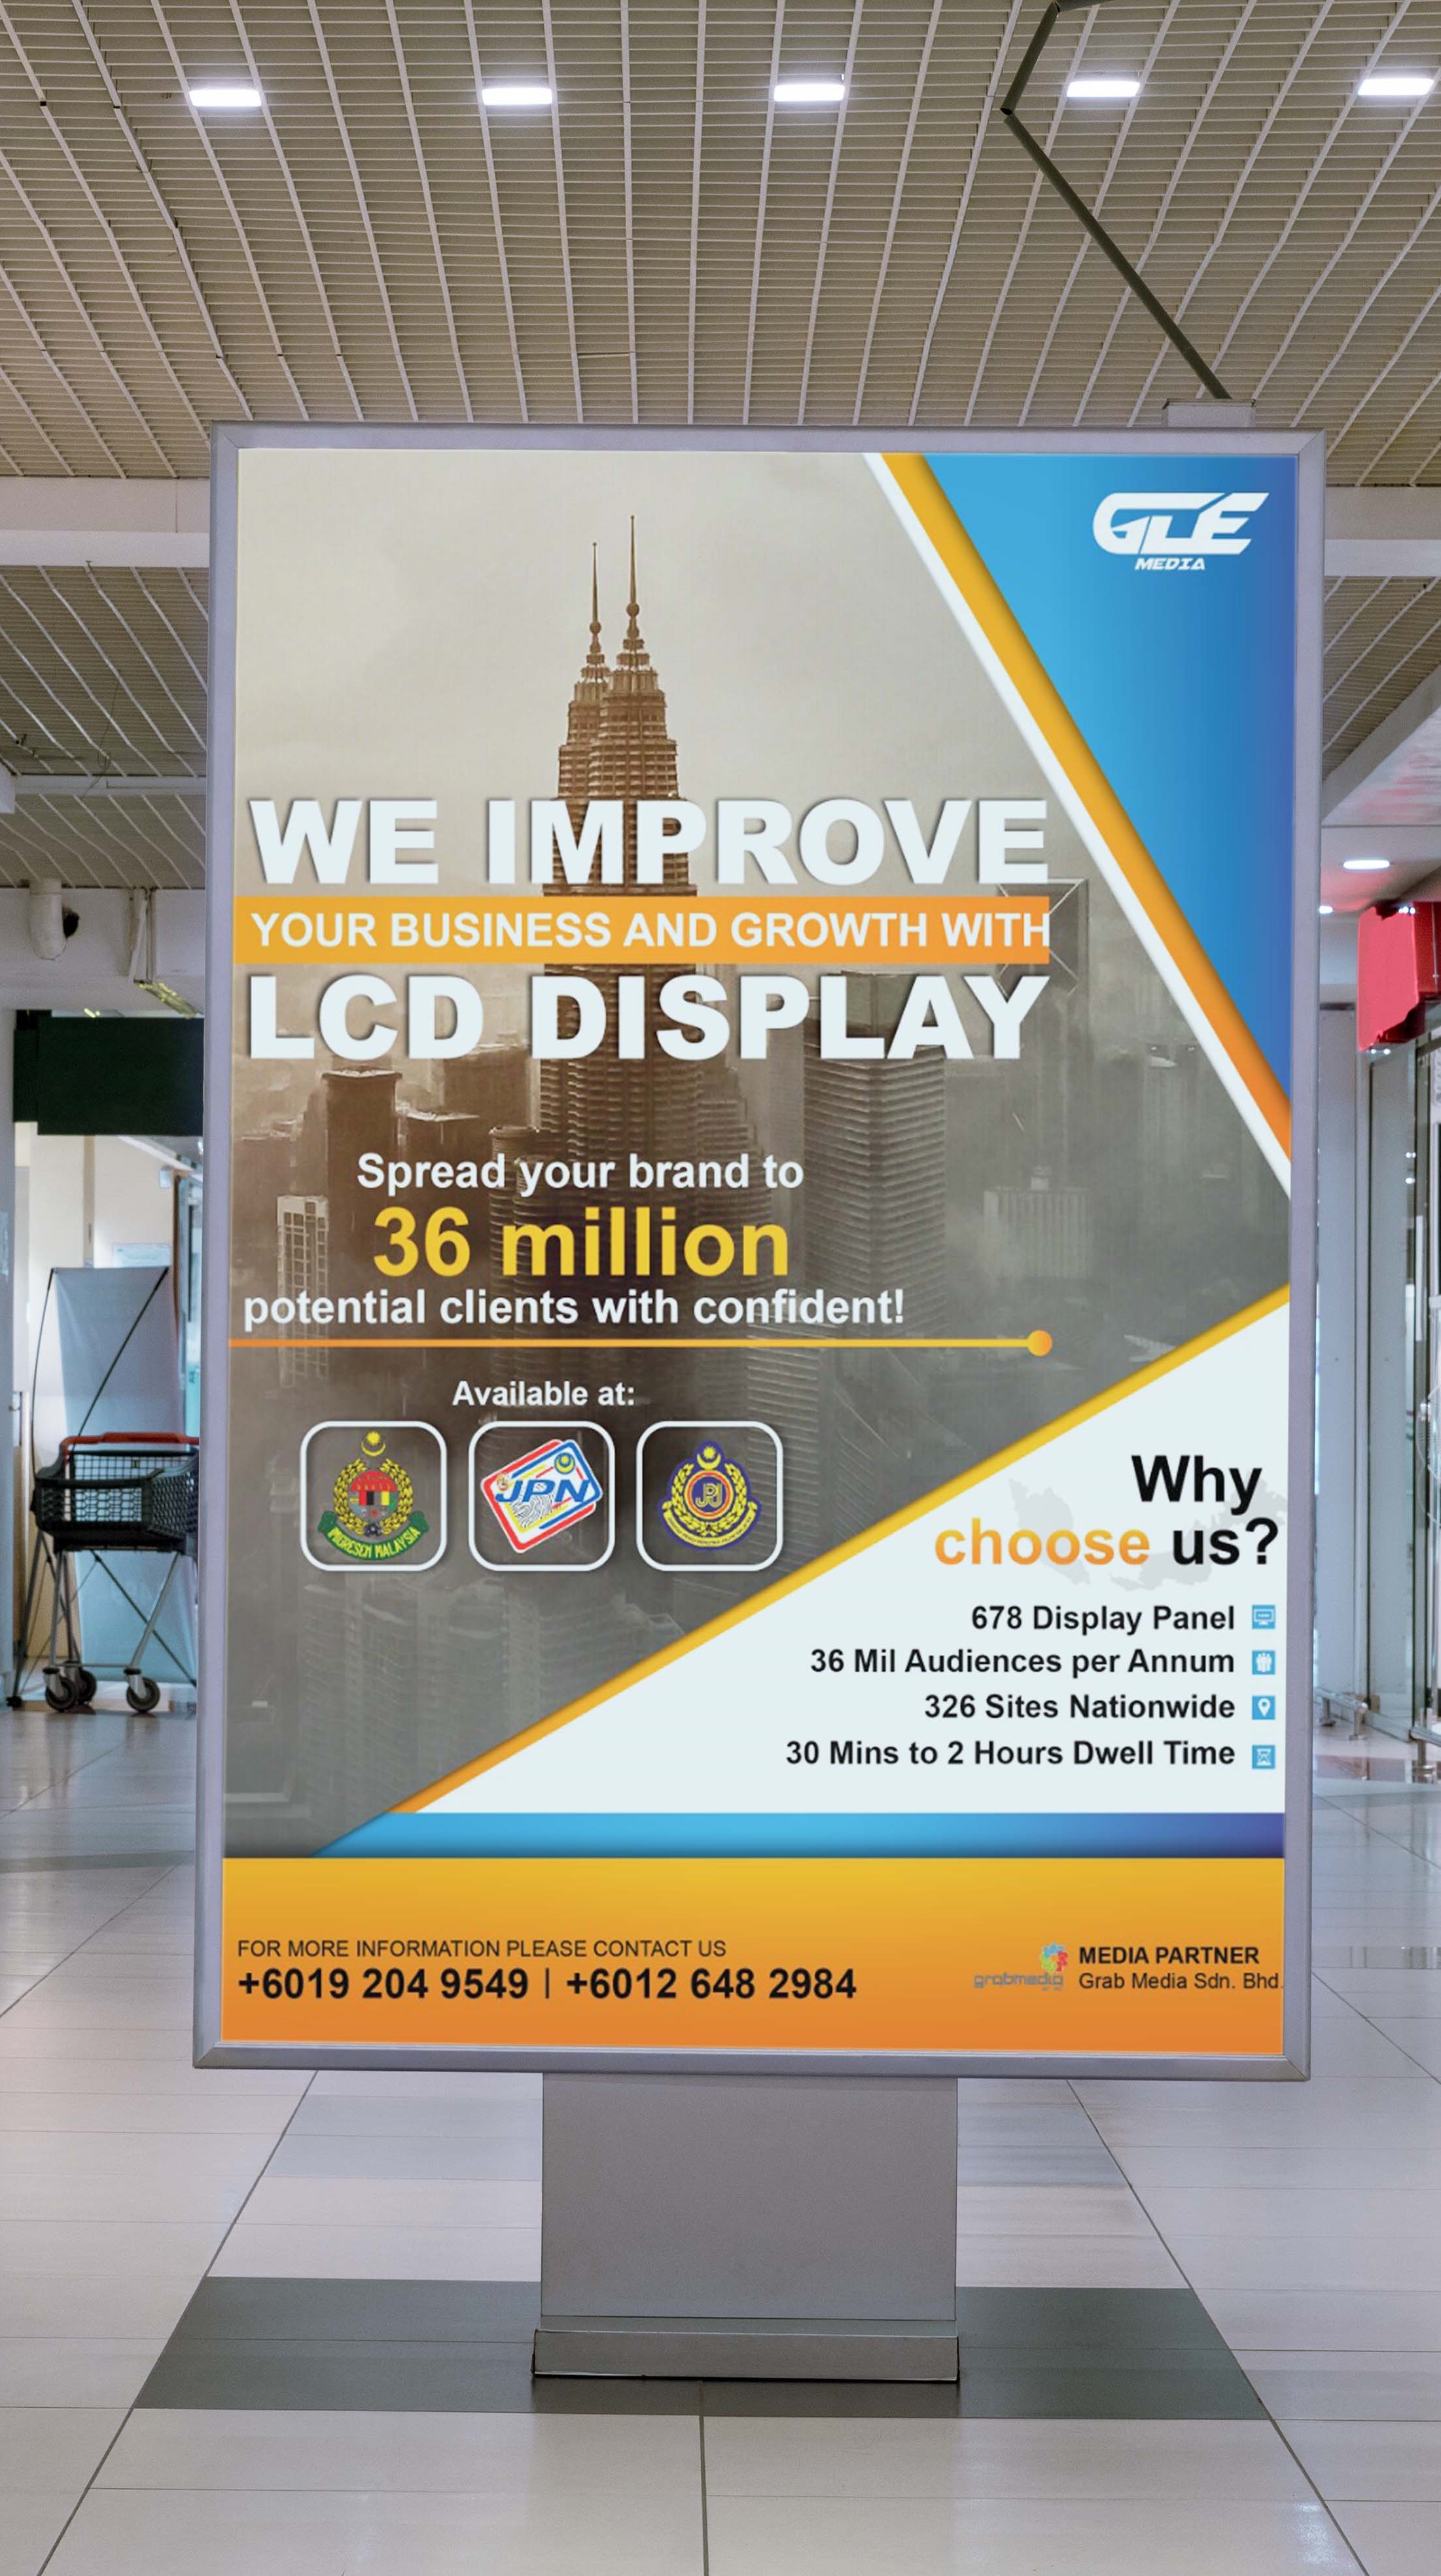 GLE
MEDIA
WE IMPROVE
YOUR BUSINESS AND GROWTH WITH
LCD DISPLAY
Spread your brand to
36 million
potential clients with confident!
Available at:
IMIGRESEN MALAYSIA
JPN
JPJ
Why
choose us?
678 Display Panel
36 Mil Audiences per Annum
326 Sites Nationwide
30 Mins to 2 Hours Dwell Time
FOR MORE INFORMATION PLEASE CONTACT US
+6019 204 9549 | +6012 648 2984
grabmedia
MEDIA PARTNER
Grab Media Sdn. Bhd.